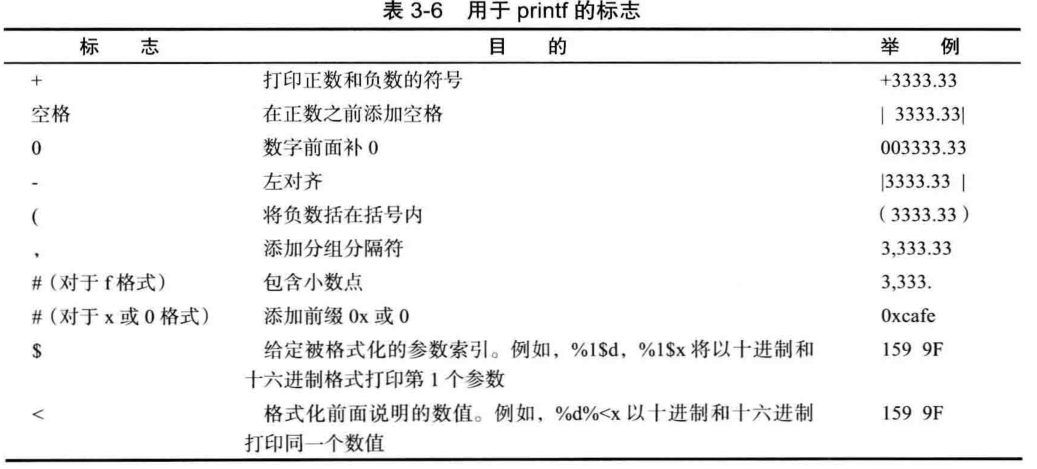 表 3-6 用于 printf 的标志
标 志 目 的 举 例
+ 打印正数和负数的符号 +3333.33
空格 在正数之前添加空格 | 3333.33|
0 数字前面补 0 003333.33
- 左对齐 |3333.33 |
( 将负数括在括号内 （3333.33）
, 添加分组分隔符 3,333.33
#（对于 f 格式） 包含小数点 3,333.
#（对于 x 或 0 格式） 添加前缀 0x 或 0 0xcafe
$ 给定被格式化的参数索引。例如，%1$d，%1$x 将以十进制和 159 9F
十六进制格式打印第 1 个参数
< 格式化前面说明的数值。例如，%d%<x 以十进制和十六进制 159 9F
打印同一个数值